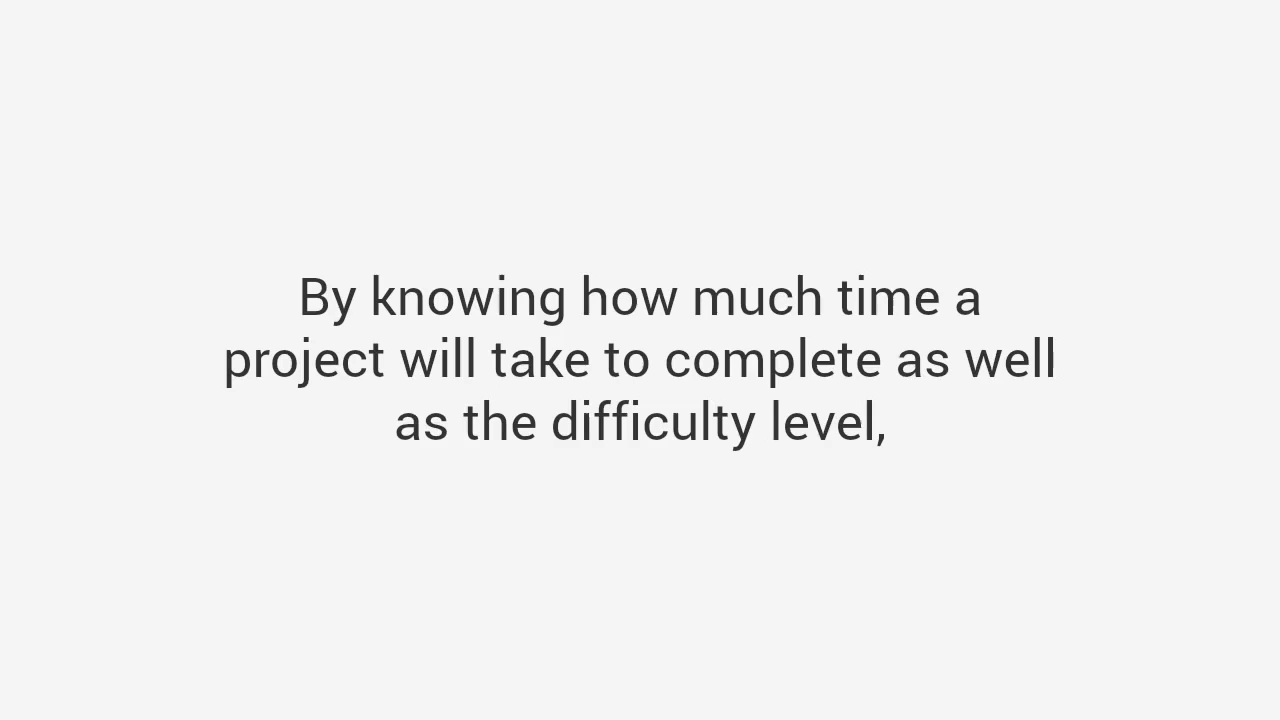 By knowing how much time a
project will take to complete as well
as the difficulty level,